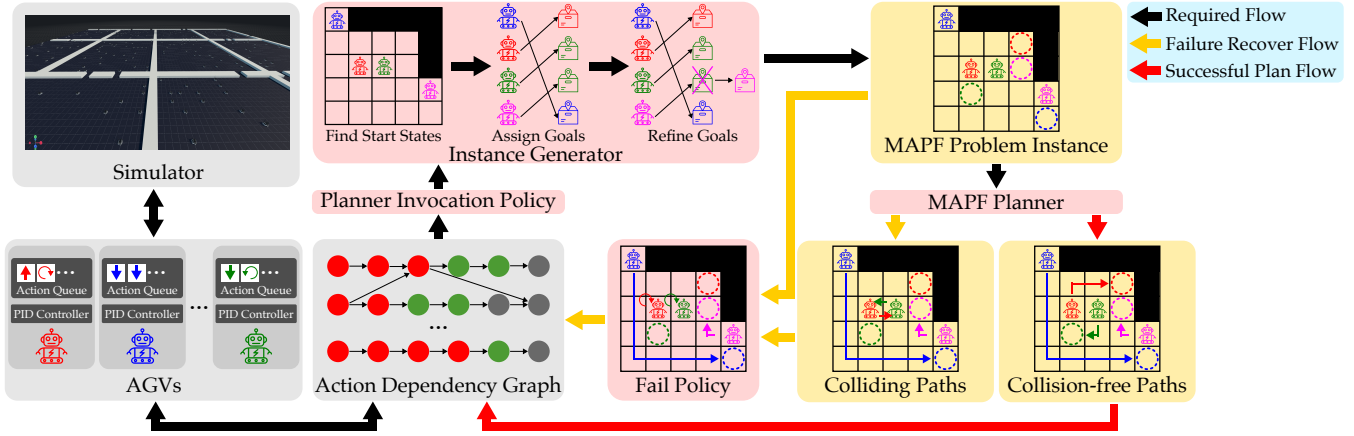 Required Flow
Failure Recover Flow
Successful Plan Flow
Simulator
Find Start States
Assign Goals
Refine Goals
Instance Generator
MAPF Problem Instance
Planner Invocation Policy
MAPF Planner
Action Queue
PID Controller
Action Queue
PID Controller
...
Action Queue
PID Controller
AGVs
...
Action Dependency Graph
Fail Policy
Colliding Paths
Collision-free Paths